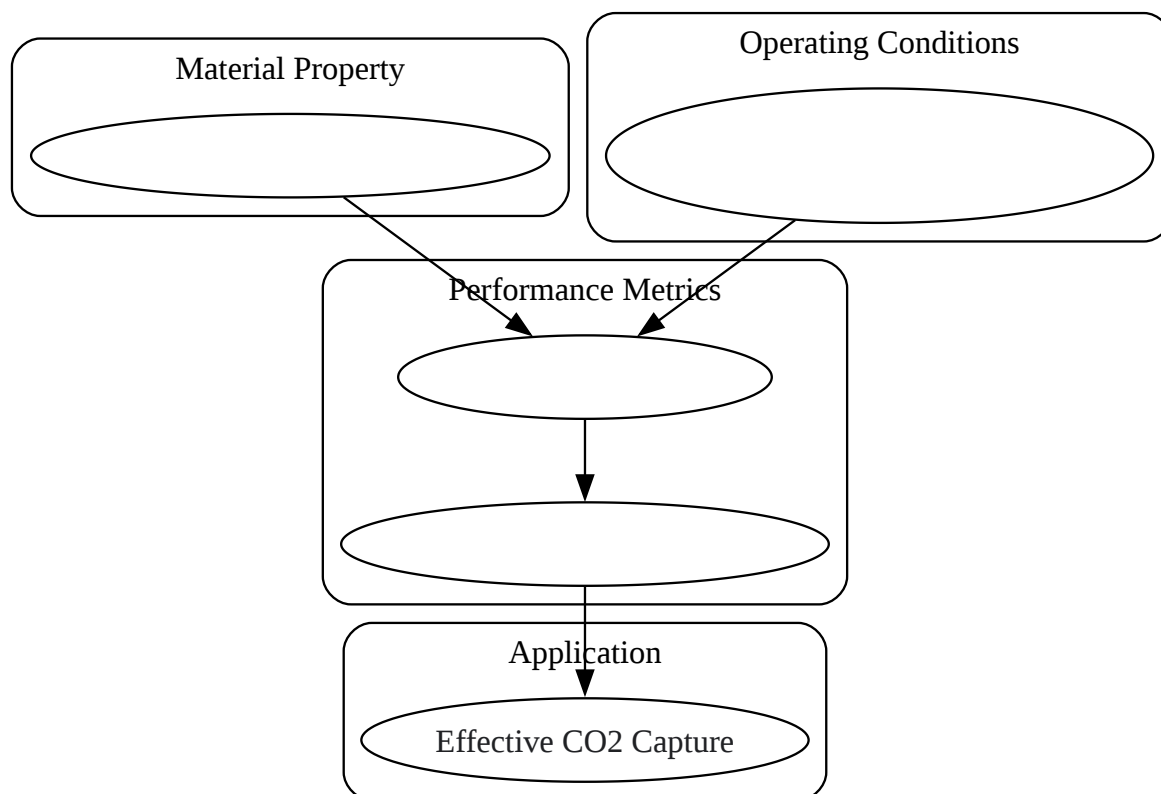 Material Property
Operating Conditions
Performance Metrics
Application
Effective CO2 Capture